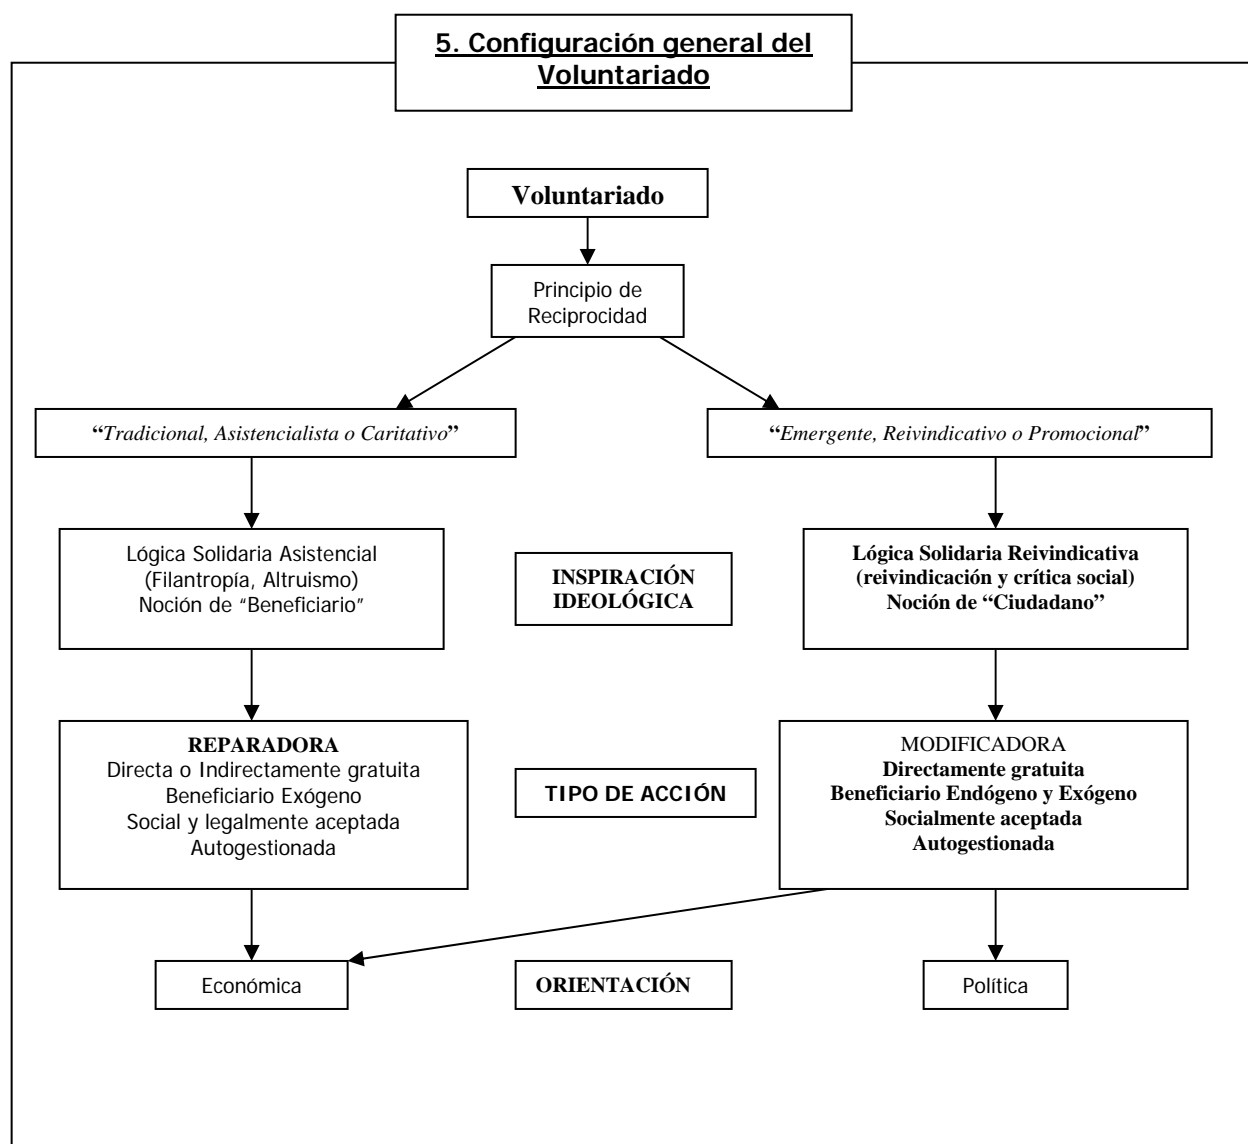 5. Configuración general del
Voluntariado
Voluntariado
Principio de
Reciprocidad
“Tradicional, Asistencialista o Caritativo”
“Emergente, Reivindicativo o Promocional”
Lógica Solidaria Asistencial
(Filantropía, Altruismo)
Noción de “Beneficiario”
INSPIRACIÓN
IDEOLÓGICA
Lógica Solidaria Reivindicativa
(reivindicación y crítica social)
Noción de “Ciudadano”
REPARADORA
Directa o Indirectamente gratuita
Beneficiario Exógeno
Social y legalmente aceptada
Autogestionada
TIPO DE ACCIÓN
MODIFICADORA
Directamente gratuita
Beneficiario Endógeno y Exógeno
Socialmente aceptada
Autogestionada
Económica
ORIENTACIÓN
Política